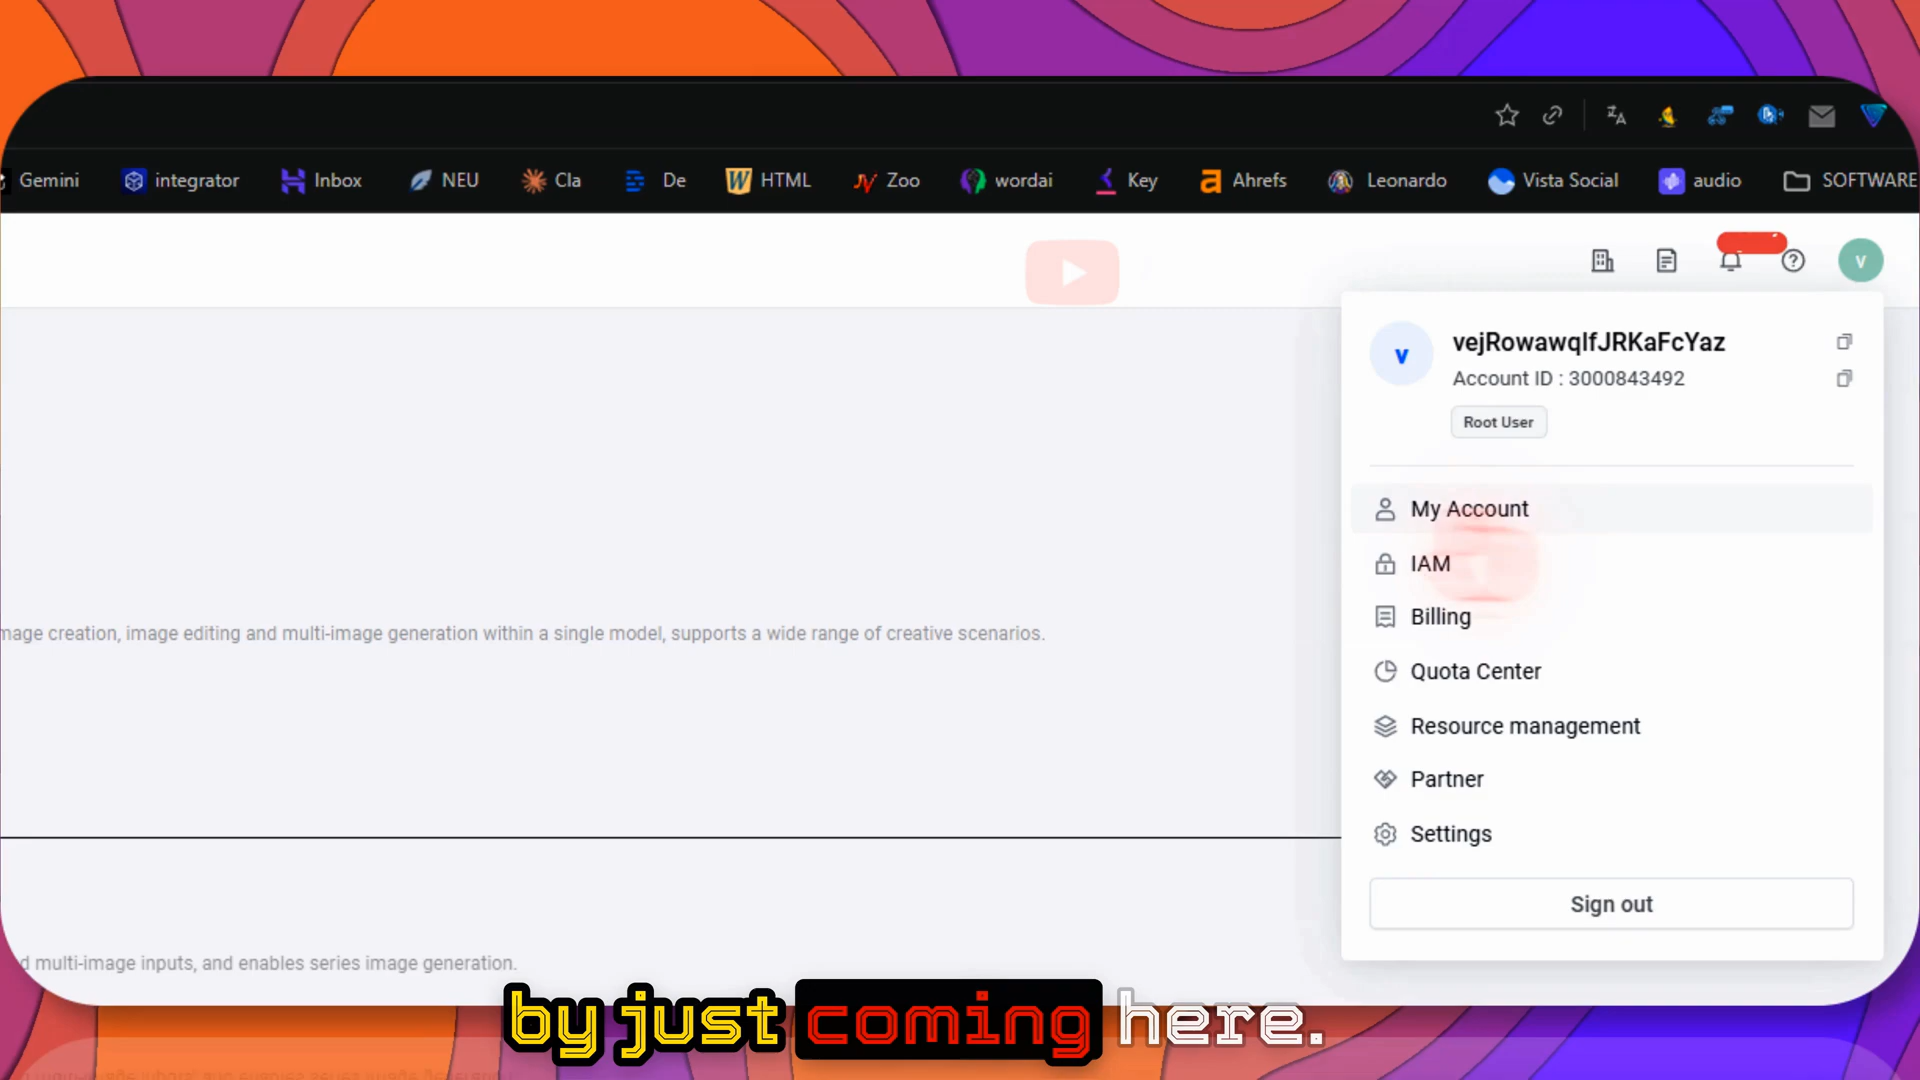 Gemini integrator Inbox NEU Cla De HTML Zoo wordai Key Ahrefs Leonardo Vista Social audio SOFTWARE
V
v
vejRowawqlfJRKaFcYaz
Account ID : 3000843492
Root User
My Account
IAM
Billing
mage creation, image editing and multi-image generation within a single model, supports a wide range of creative scenarios.
Quota Center
Resource management
Partner
Settings
Sign out
d multi-image inputs, and enables series image generation.
by just coming here.